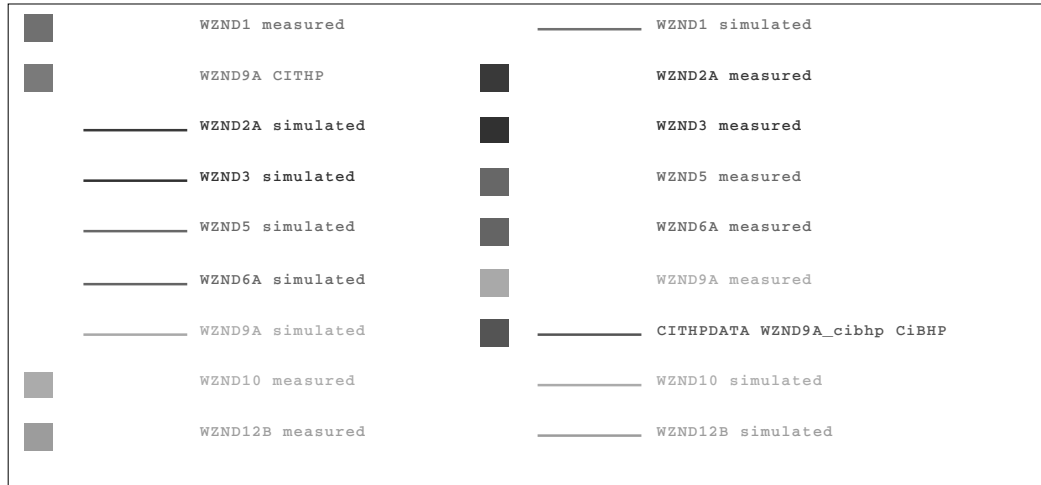 WZND1 measured
WZND1 simulated
WZND9A CITHP
WZND2A measured
WZND2A simulated
WZND3 measured
WZND3 simulated
WZND5 measured
WZND5 simulated
WZND6A measured
WZND6A simulated
WZND9A measured
WZND9A simulated
CITHPDATA WZND9A_cibhp CiBHP
WZND10 measured
WZND10 simulated
WZND12B measured
WZND12B simulated